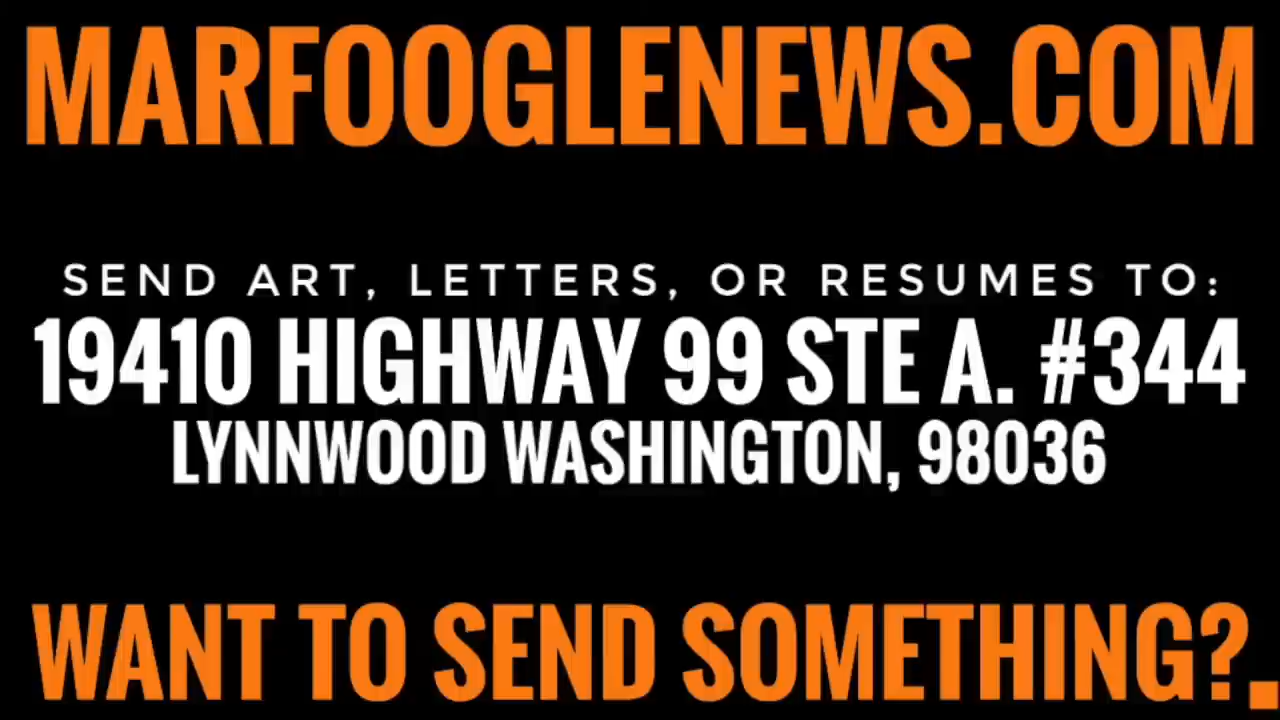 MARFOOGLENEWS.COM
SEND ART, LETTERS, OR RESUMES TO:
19410 HIGHWAY 99 STE A. #344
LYNNWOOD WASHINGTON, 98036
WANT TO SEND SOMETHING?.